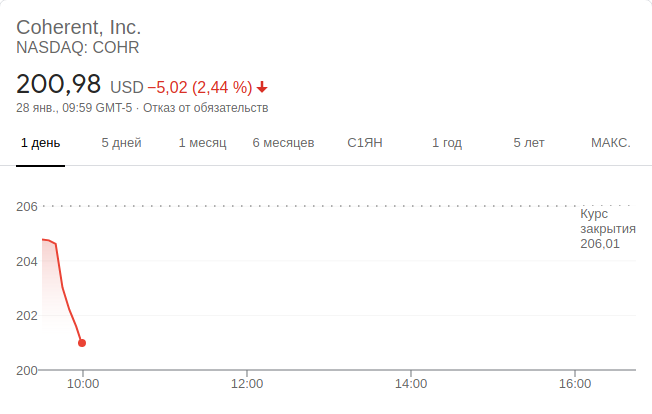 Coherent, Inc.
NASDAQ: COHR
200,98 USD −5,02 (2,44 %)
28 янв., 09:59 GMT-5 · Отказ от обязательств
1 день 5 дней 1 месяц 6 месяцев С1ЯН 1 год 5 лет МАКС.
206
Курс
закрытия
206,01
204
202
200
10:00 12:00 14:00 16:00